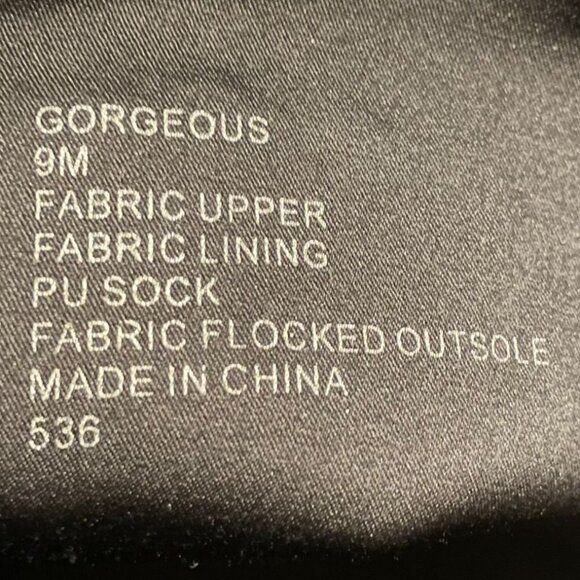 GORGEOUS
9M
FABRIC UPPER
FABRIC LINING
PU SOCK
FABRIC FLOCKED OUTSOLE
MADE IN CHINA
536